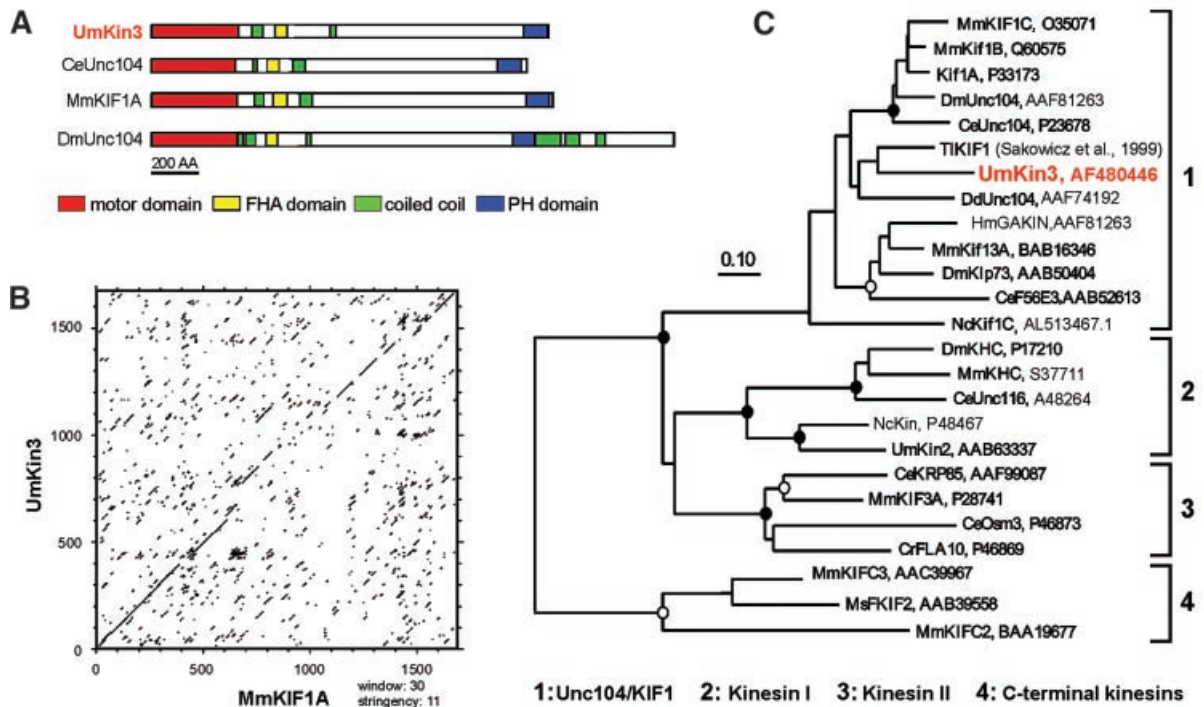 A
UmKin3
CeUnc104
MmKIF1A
DmUnc104
200 AA
motor domain FHA domain coiled coil PH domain
B
UmKin3
1500
1000
500
0
0 500 1000 1500
MmKIF1A
window: 30
stringency: 11
C
MmKIF1C, O35071
MmKif1B, Q60575
Kif1A, P33173
DmUnc104, AAF81263
CeUnc104, P23678
TlKIF1 (Sakowicz et al., 1999)
UmKin3, AF480446
DdUnc104, AAF74192
HmGAKIN,AAF81263
MmKif13A, BAB16346
DmKlp73, AAB50404
CeF56E3,AAB52613
NcKif1C, AL513467.1
1
0.10
DmKHC, P17210
MmKHC, S37711
CeUnc116, A48264
NcKin, P48467
UmKin2, AAB63337
2
CeKRP85, AAF99087
MmKIF3A, P28741
CeOsm3, P46873
CrFLA10, P46869
3
MmKIFC3, AAC39967
MsFKIF2, AAB39558
MmKIFC2, BAA19677
4
1: Unc104/KIF1 2: Kinesin I 3: Kinesin II 4: C-terminal kinesins